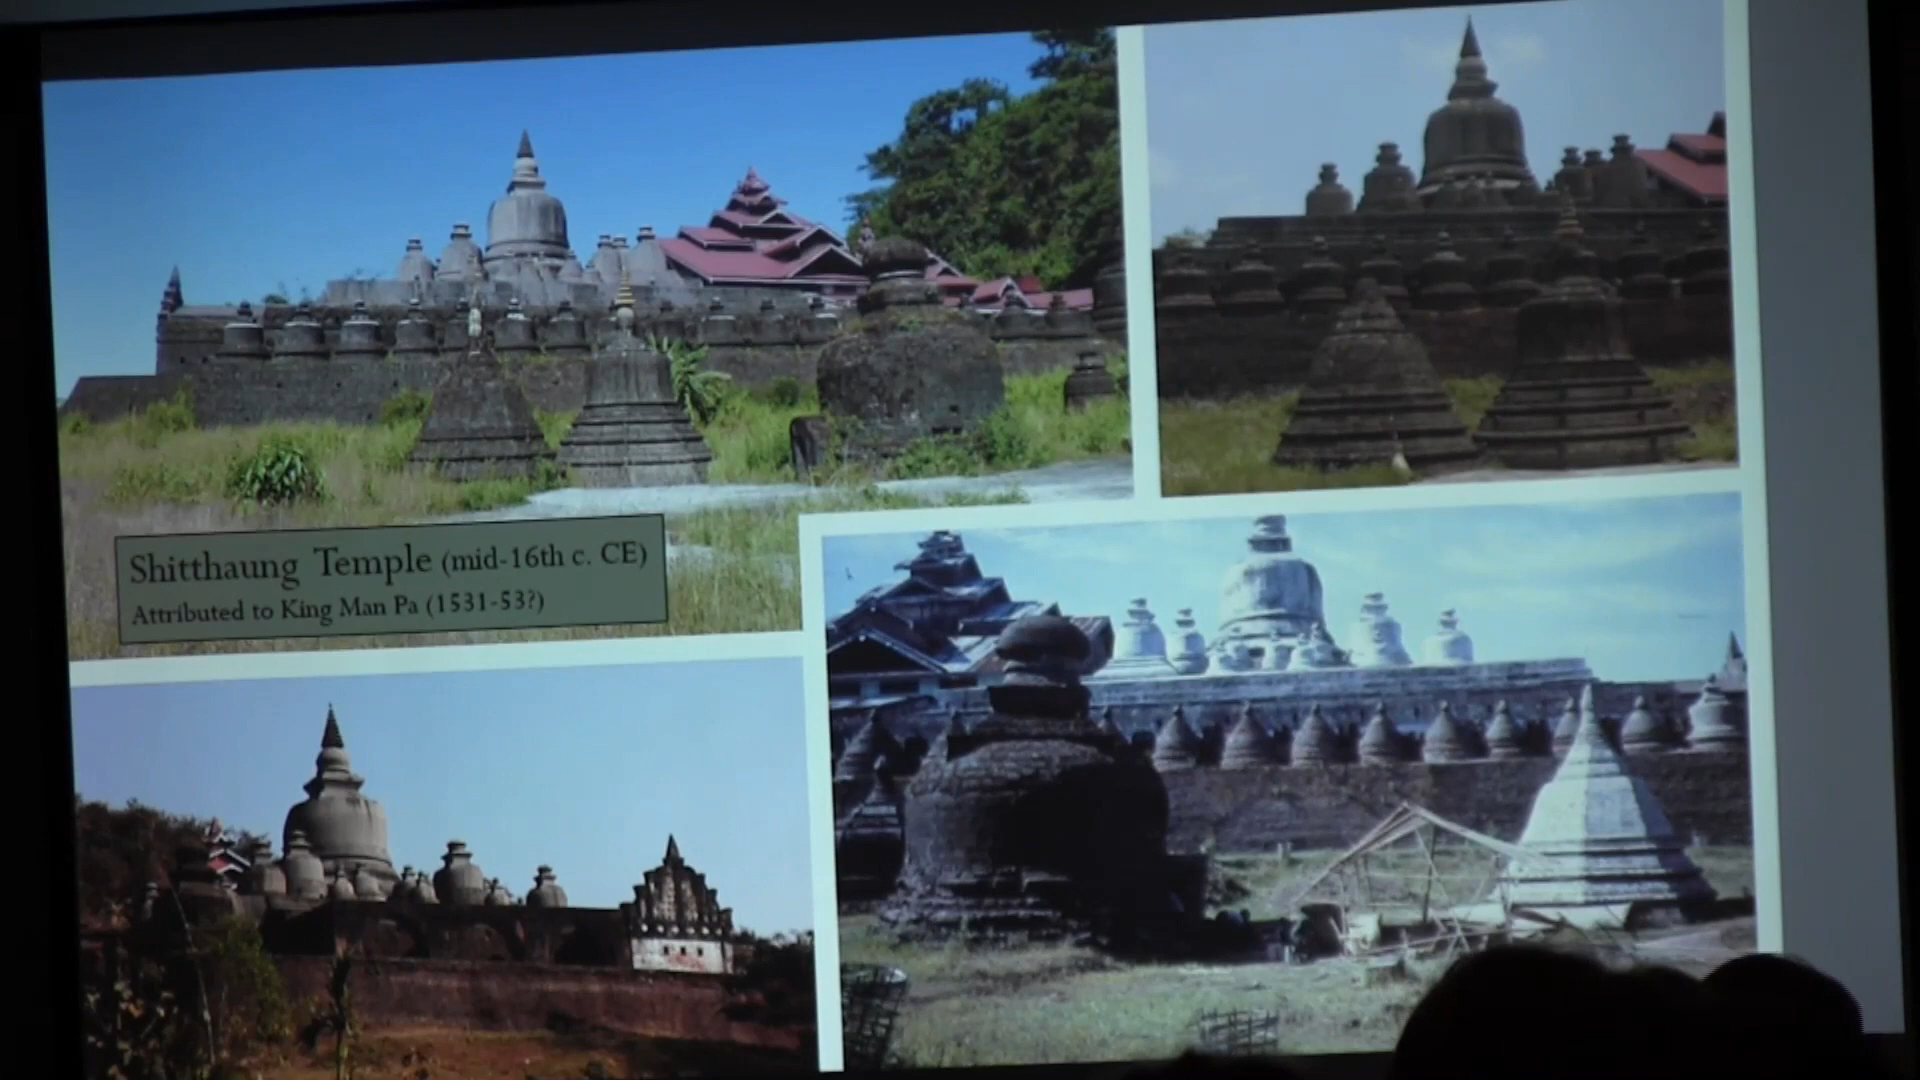 Shitthaung Temple (mid-16th c. CE)
Attributed to King Man Pa (1531-53?)